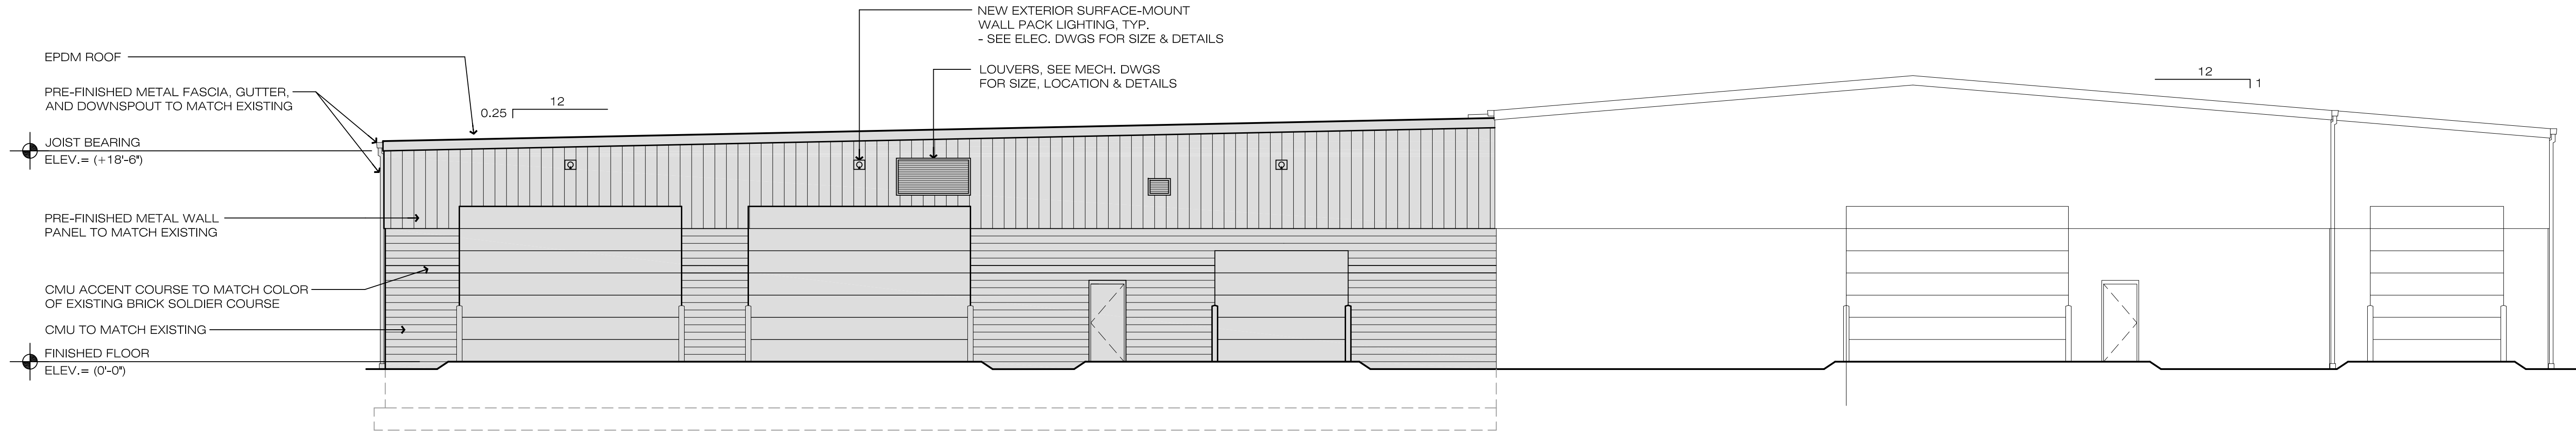 NEW EXTERIOR SURFACE-MOUNT
WALL PACK LIGHTING, TYP.
- SEE ELEC. DWGS FOR SIZE & DETAILS
LOUVERS, SEE MECH. DWGS
FOR SIZE, LOCATION & DETAILS
EPDM ROOF
PRE-FINISHED METAL FASCIA, GUTTER,
AND DOWNSPOUT TO MATCH EXISTING
0.25
12
12
1
JOIST BEARING
ELEV.= (+18'-6")
PRE-FINISHED METAL WALL
PANEL TO MATCH EXISTING
CMU ACCENT COURSE TO MATCH COLOR
OF EXISTING BRICK SOLDIER COURSE
CMU TO MATCH EXISTING
FINISHED FLOOR
ELEV.= (0'-0")